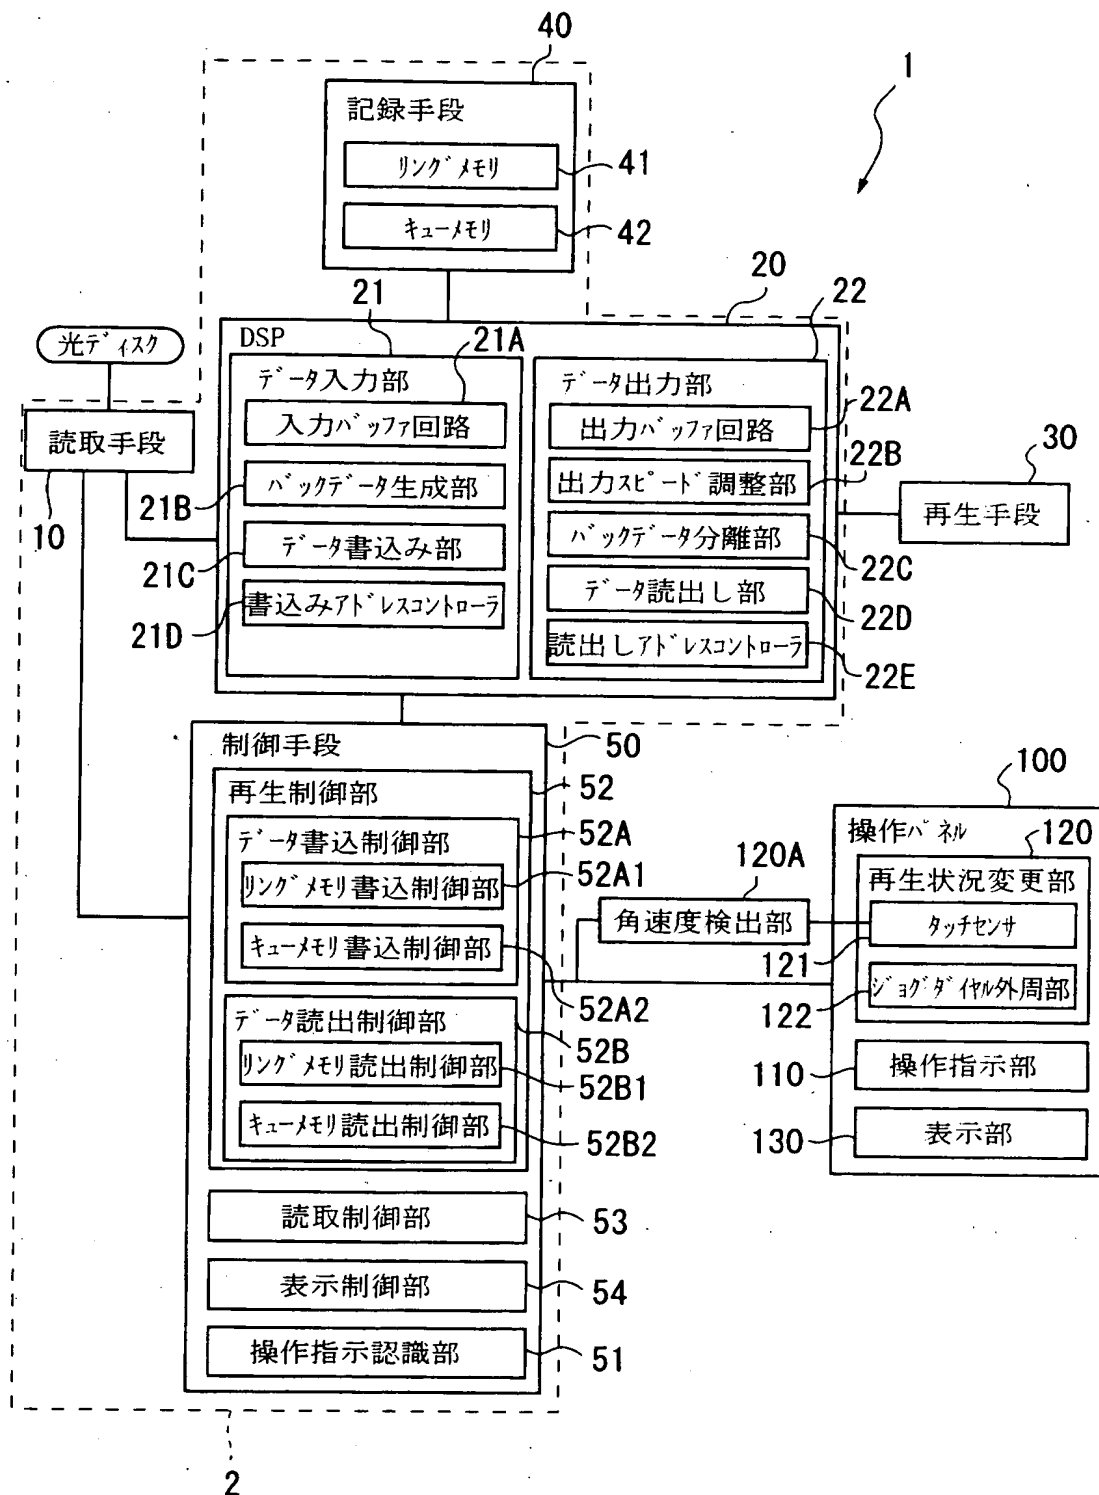 40
1
記録手段
リングメモリ
41
キューメモリ
42
20
21
22
DSP
光ディスク
21A
データ入力部
データ出力部
入力バッファ回路
出力バッファ回路
22A
読取手段
22B
30
21B
バックデータ生成部
出力スピード調整部
再生手段
10
データ書込み部
バックデータ分離部
21C
22C
書込みアドレスコントローラ
データ読出し部
21D
22D
読出しアドレスコントローラ
22E
制御手段
50
再生制御部
52
100
データ書込制御部
52A
操作パネル
120
リングメモリ書込制御部
52A1
120A
再生状況変更部
角速度検出部
タッチセンサ
キューメモリ書込制御部
121
52A2
ジョグダイヤル外周部
122
データ読出制御部
52B
リングメモリ読出制御部
52B1
110
操作指示部
キューメモリ読出制御部
52B2
130
表示部
読取制御部
53
表示制御部
54
操作指示認識部
51
2